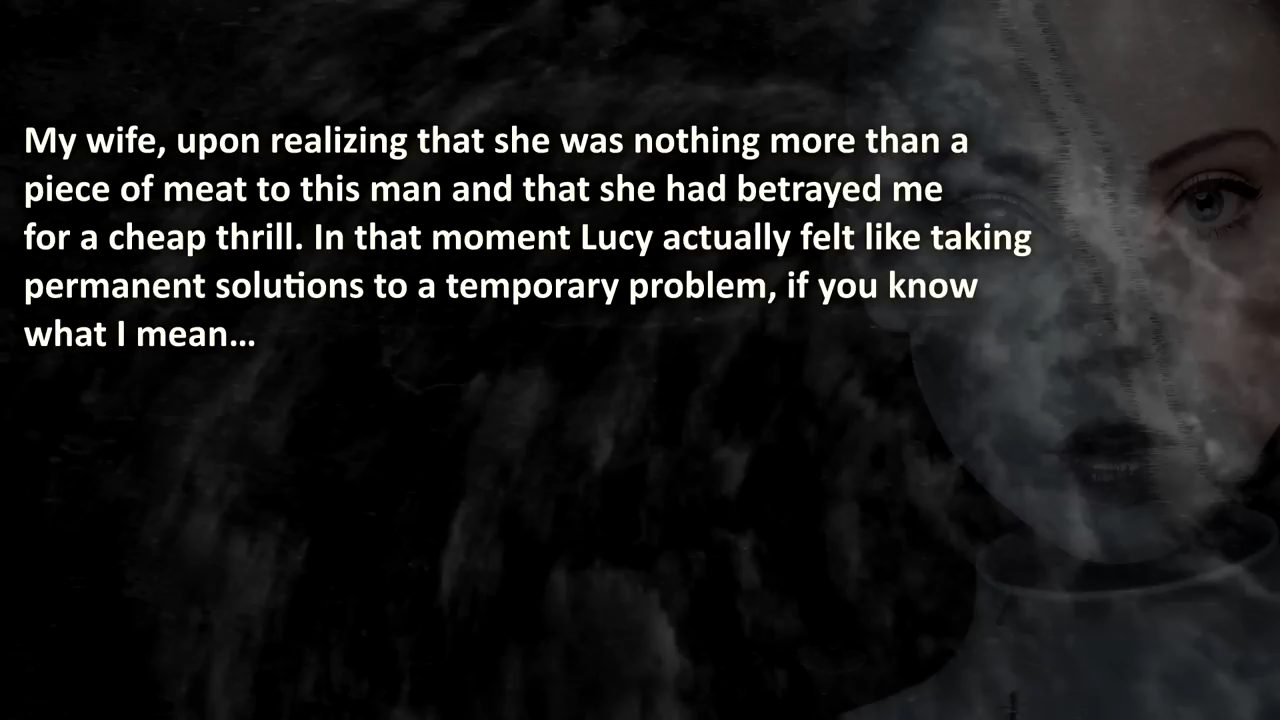 My wife, upon realizing that she was nothing more than a
piece of meat to this man and that she had betrayed me
for a cheap thrill. In that moment Lucy actually felt like taking
permanent solutions to a temporary problem, if you know
what I mean...